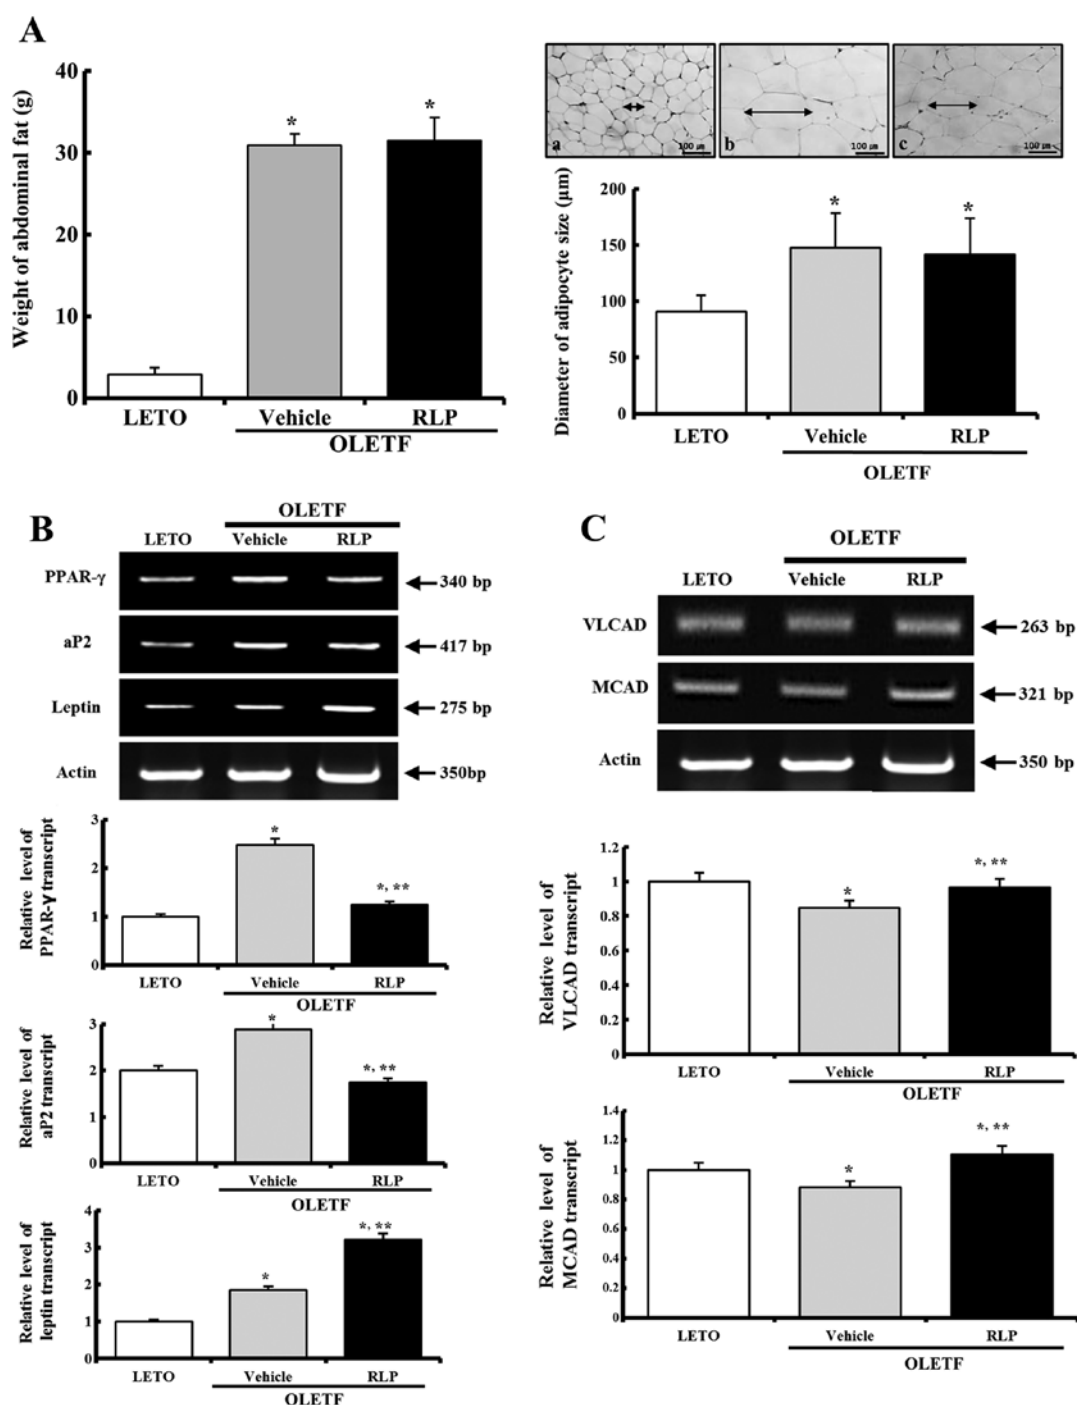 A
Weight of abdominal fat (g)
40
30
20
10
0
*
*
LETO
Vehicle
RLP
OLETF
a
100 µm
b
100 µm
c
100 µm
Diameter of adipocyte size (µm)
200
150
100
50
0
*
*
LETO
Vehicle
RLP
OLETF
B
OLETF
LETO
Vehicle
RLP
PPAR-γ
340 bp
aP2
417 bp
Leptin
275 bp
Actin
350bp
Relative level of
PPAR-γ transcript
3
2
1
0
*
*, **
LETO
Vehicle
RLP
OLETF
Relative level of
aP2 transcript
3
2
1
0
*
*, **
LETO
Vehicle
RLP
OLETF
Relative level of
leptin transcript
4
3
2
1
0
*
*, **
LETO
Vehicle
RLP
OLETF
C
OLETF
LETO
Vehicle
RLP
VLCAD
263 bp
MCAD
321 bp
Actin
350 bp
Relative level of
VLCAD transcript
1.2
1
0.8
0.6
0.4
0.2
0
*
*, **
LETO
Vehicle
RLP
OLETF
Relative level of
MCAD transcript
1.4
1.2
1
0.8
0.6
0.4
0.2
0
*
*, **
LETO
Vehicle
RLP
OLETF